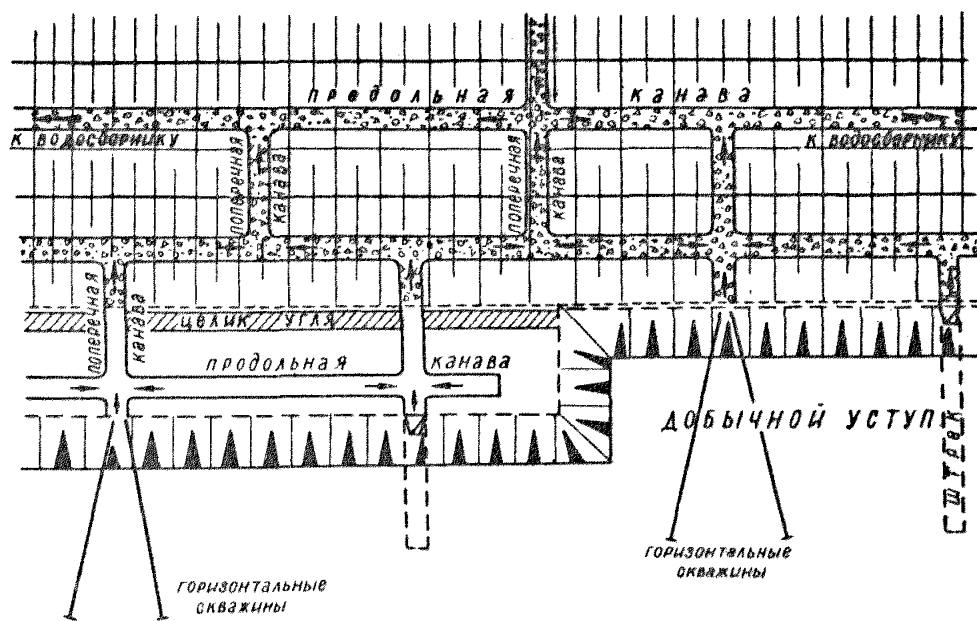 продольная канава
к водосборнику
к водосборнику
поперечная
канава
поперечная
канава
поперечная
канава
целик угля
продольная канава
добычной уступ
штрек
горизонтальные
скважины
горизонтальные
скважины